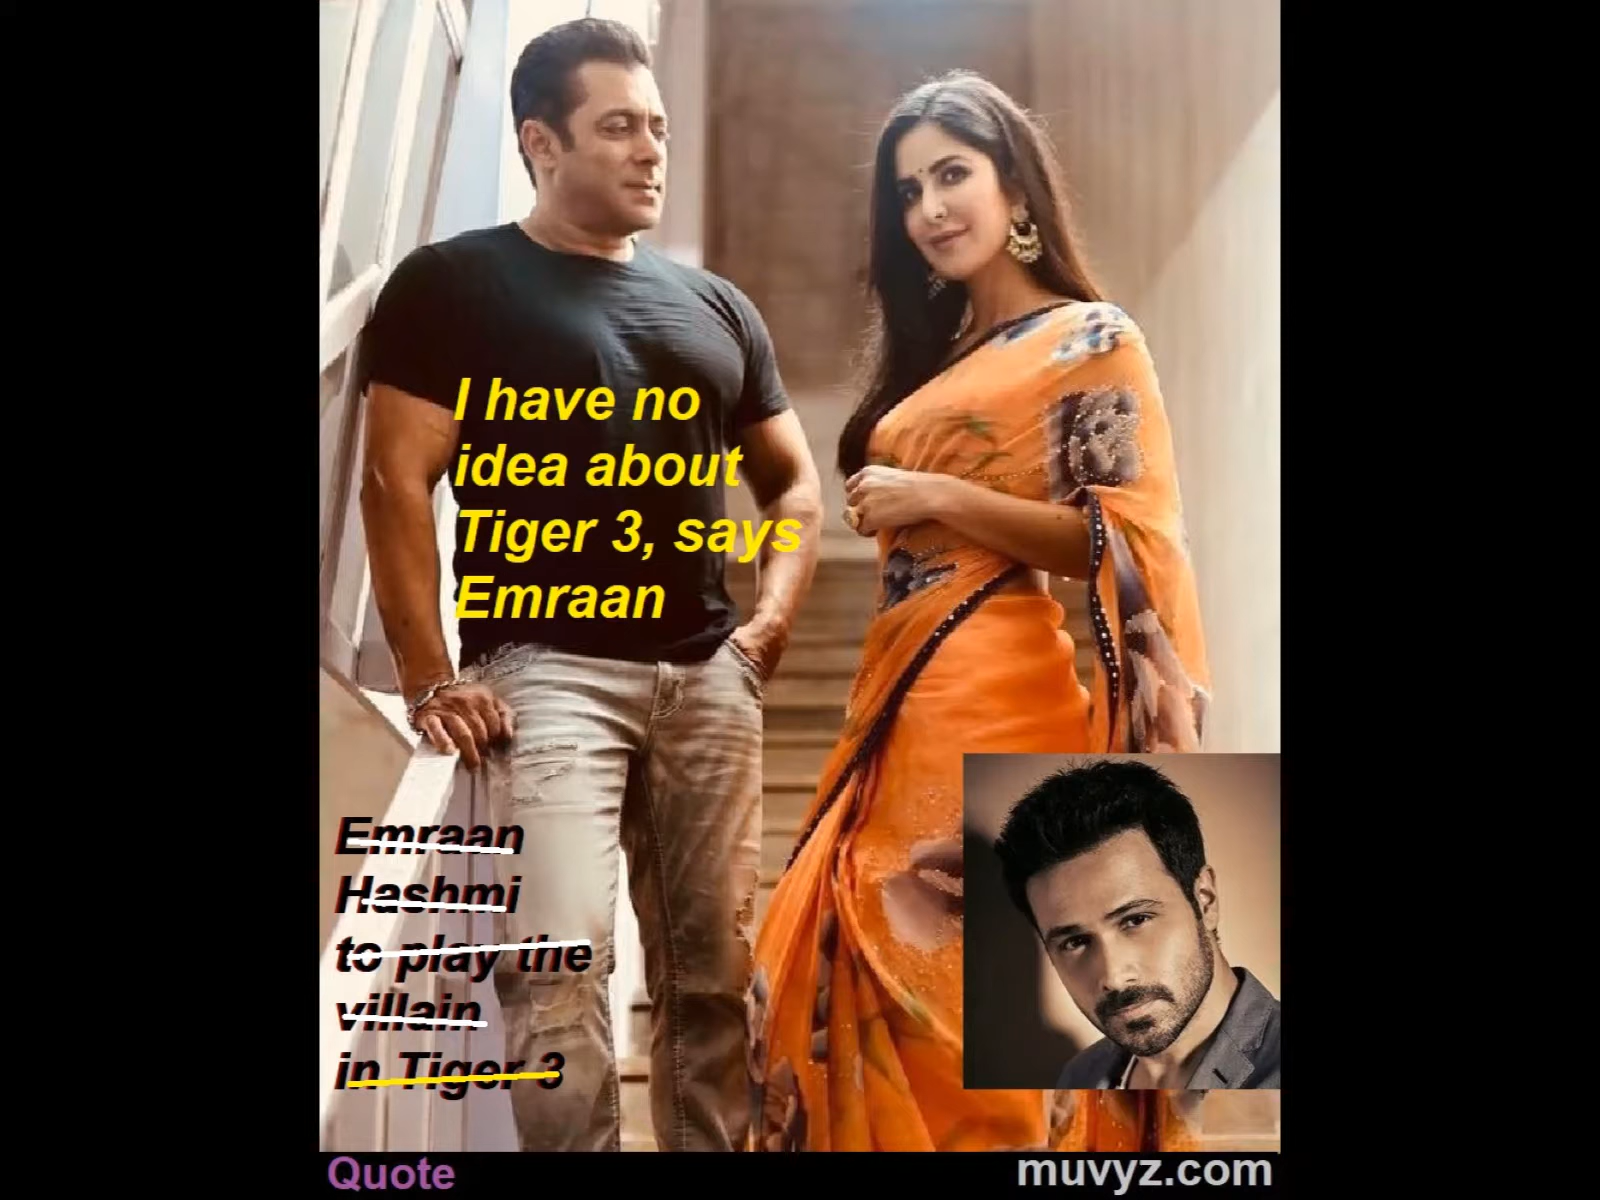 I have no
idea about
Tiger 3, says
Emraan
Emraan
Hashmi
to play the
villain
in Tiger 3
Quote
muvyz.com